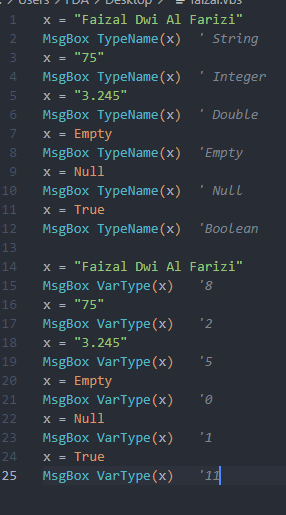 Users > FDA > Desktop > faizal.vbs
1 x = "Faizal Dwi Al Farizi"
2 MsgBox TypeName(x) ' String
3 x = "75"
4 MsgBox TypeName(x) ' Integer
5 x = "3.245"
6 MsgBox TypeName(x) ' Double
7 x = Empty
8 MsgBox TypeName(x) 'Empty
9 x = Null
10 MsgBox TypeName(x) ' Null
11 x = True
12 MsgBox TypeName(x) 'Boolean
13
14 x = "Faizal Dwi Al Farizi"
15 MsgBox VarType(x) '8
16 x = "75"
17 MsgBox VarType(x) '2
18 x = "3.245"
19 MsgBox VarType(x) '5
20 x = Empty
21 MsgBox VarType(x) '0
22 x = Null
23 MsgBox VarType(x) '1
24 x = True
25 MsgBox VarType(x) '11